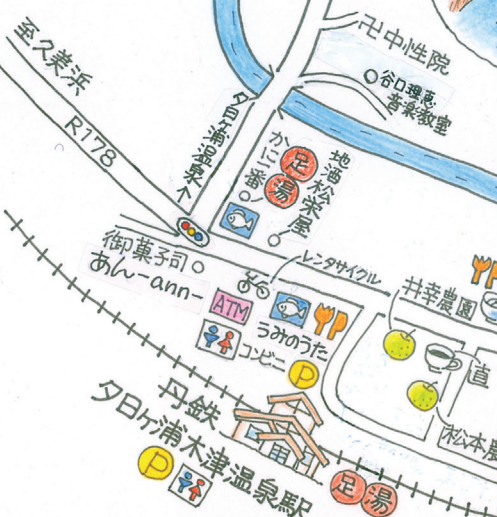 至久美浜
R178
卍中性院
谷口理恵
音楽教室
夕日ヶ浦温泉へ
かに一番
足湯
地酒松栄屋
御菓子司
あん-ann-
レンタサイクル
ATM
うみのうた
コンビニ
P
井幸農園
直
松本農
丹鉄
夕日ヶ浦木津温泉駅
P
足湯